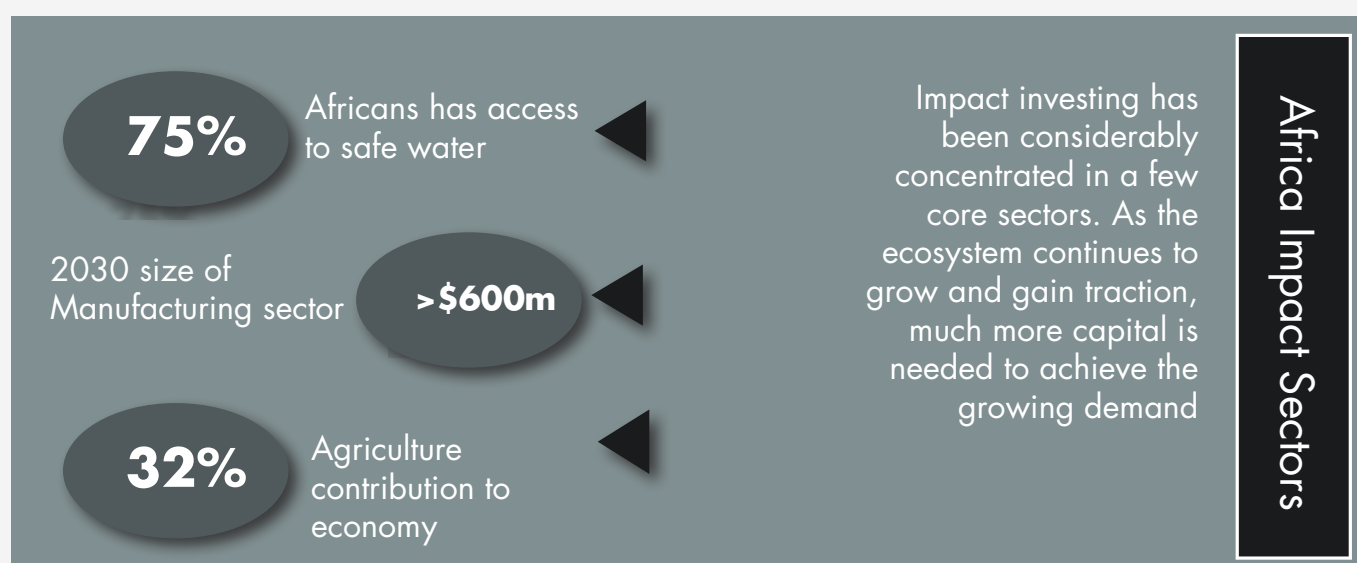 75%
Africans has access
to safe water
2030 size of
Manufacturing sector
>$600m
32%
Agriculture
contribution to
economy
Impact investing has
been considerably
concentrated in a few
core sectors. As the
ecosystem continues to
grow and gain traction,
much more capital is
needed to achieve the
growing demand
Africa Impact Sectors